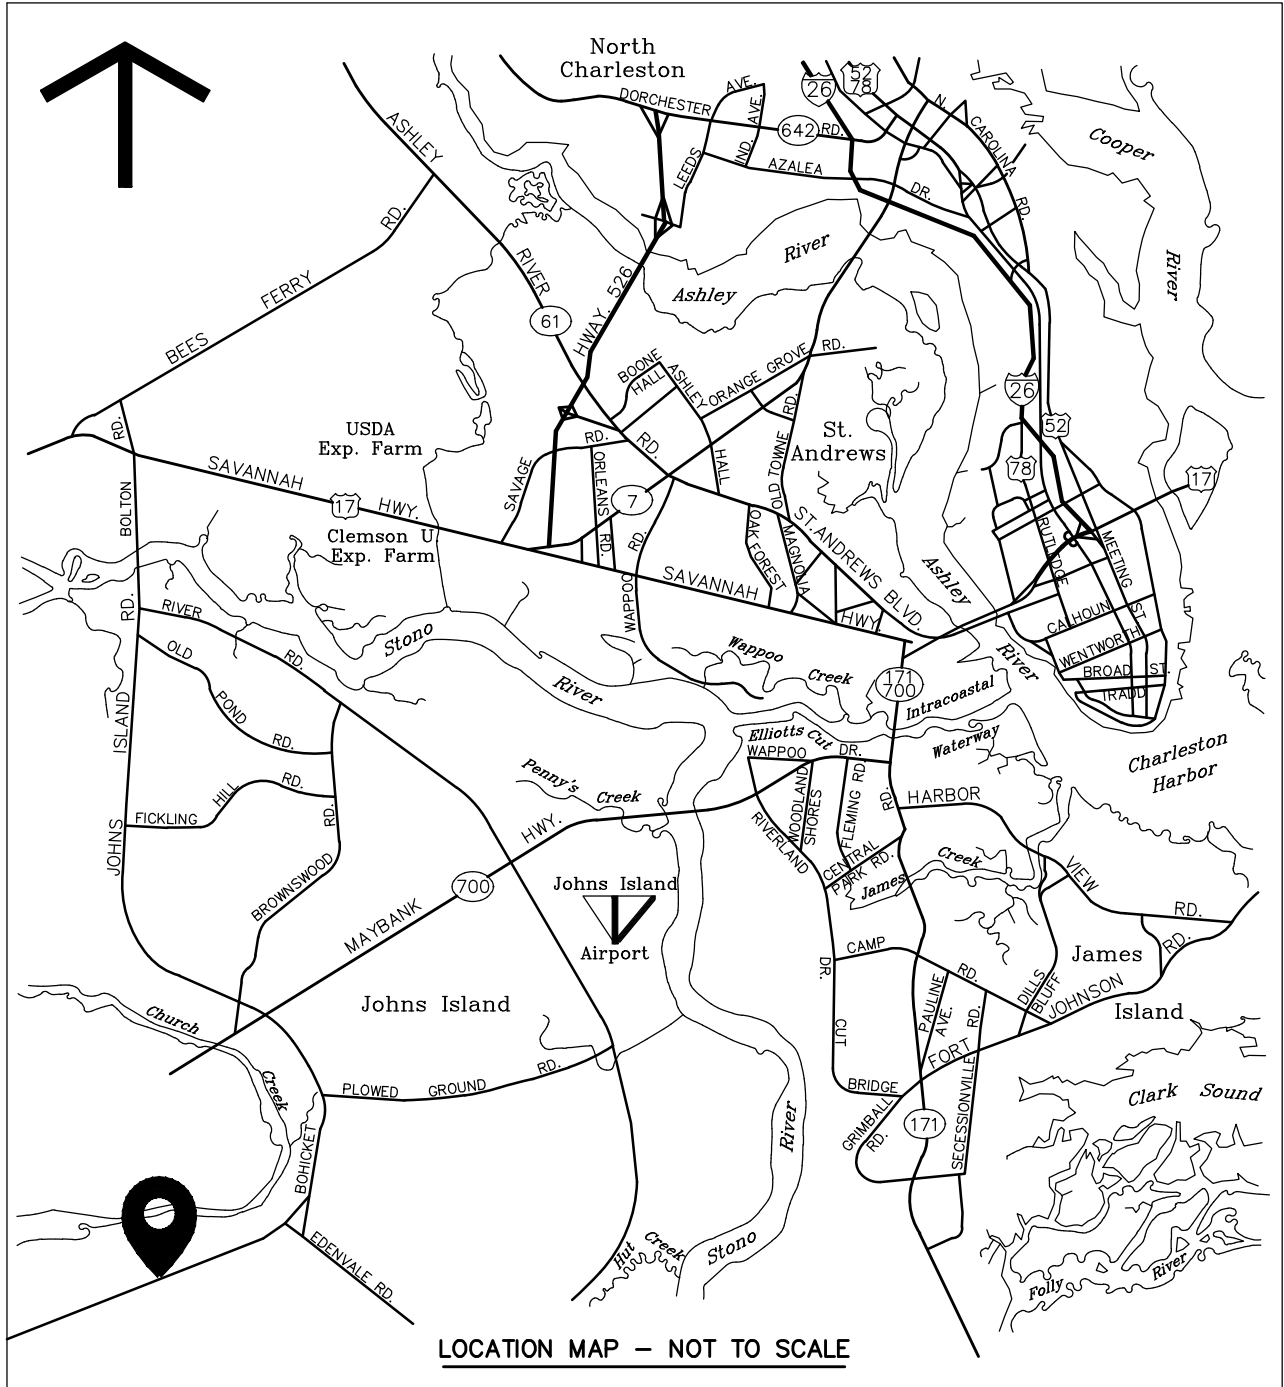 North
Charleston
DORCHESTER
AVE.
IND. AVE.
26
52
78
642
RD.
N.
CAROLINA
RD.
Cooper
River
ASHLEY
RIVER
LEEDS
AZALEA
DR.
RD.
BEES
FERRY
HWAY. 526
River
Ashley
61
BOONE
HALL
ASHLEY
HALL
ORANGE GROVE
RD.
RD.
OLD TOWNE
RD.
St.
Andrews
26
52
78
17
USDA
Exp. Farm
RD.
BOLTON
SAVANNAH
17
HWY.
Clemson U.
Exp. Farm
SAVAGE
RD.
ORLEANS
RD.
7
WAPPOO
RD.
OAK FOREST
MAGNOLIA
ST. ANDREWS
BLVD.
SAVANNAH
HWY.
Ashley
River
RUTLEDGE
MEETING
ST
CALHOUN
WENTWORTH
BROAD
ST.
TRADD
RD.
RIVER
RD.
OLD
POND
RD.
Stono
River
Wappoo
Creek
171
700
Intracoastal
Waterway
Elliotts Cut
WAPPOO
DR.
Charleston
Harbor
ISLAND
JOHNS
FICKLING
HILL
RD.
RD.
BROWNSWOOD
Penny's
Creek
HWY.
700
MAYBANK
WOODLAND
SHORES
FLEMING RD.
RD.
RIVERLAND
DR.
CENTRAL
PARK RD.
HARBOR
VIEW
RD.
James
Creek
Johns Island
Airport
Johns Island
CAMP
RD.
PAULINE
AVE.
DILLS
BLUFF
FORT
JOHNSON
RD.
James
Island
CUT
BRIDGE
GRIMBALL
RD.
SECESSIONVILLE
RD.
171
Clark Sound
Church
Creek
PLOWED
GROUND
RD.
BOHICKET
EDENVALE RD.
River
Stono
Hut
Creek
Folly
River
LOCATION MAP – NOT TO SCALE